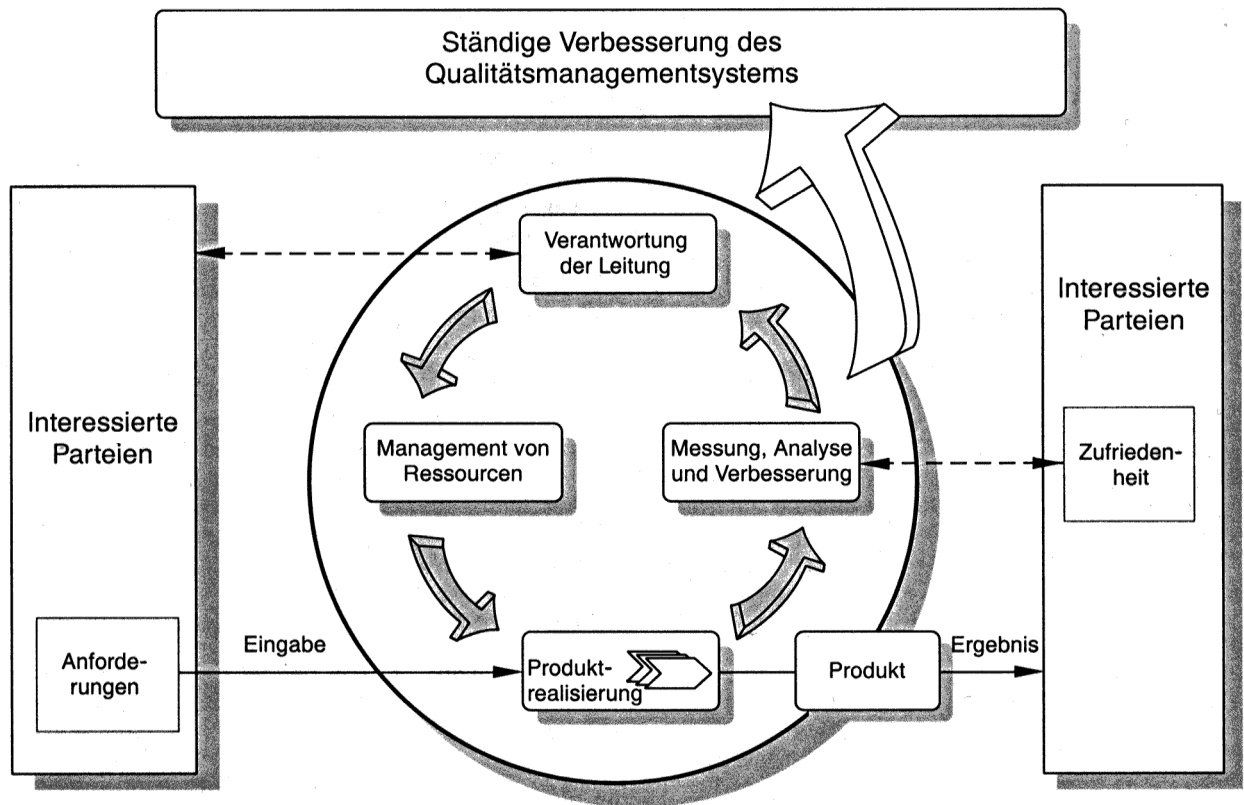 Ständige Verbesserung des
Qualitätsmanagementsystems
Verantwortung
der Leitung
Interessierte
Parteien
Interessierte
Parteien
Management von
Ressourcen
Messung, Analyse
und Verbesserung
Zufrieden-
heit
Anforde-
rungen
Eingabe
Produkt-
realisierung
Produkt
Ergebnis